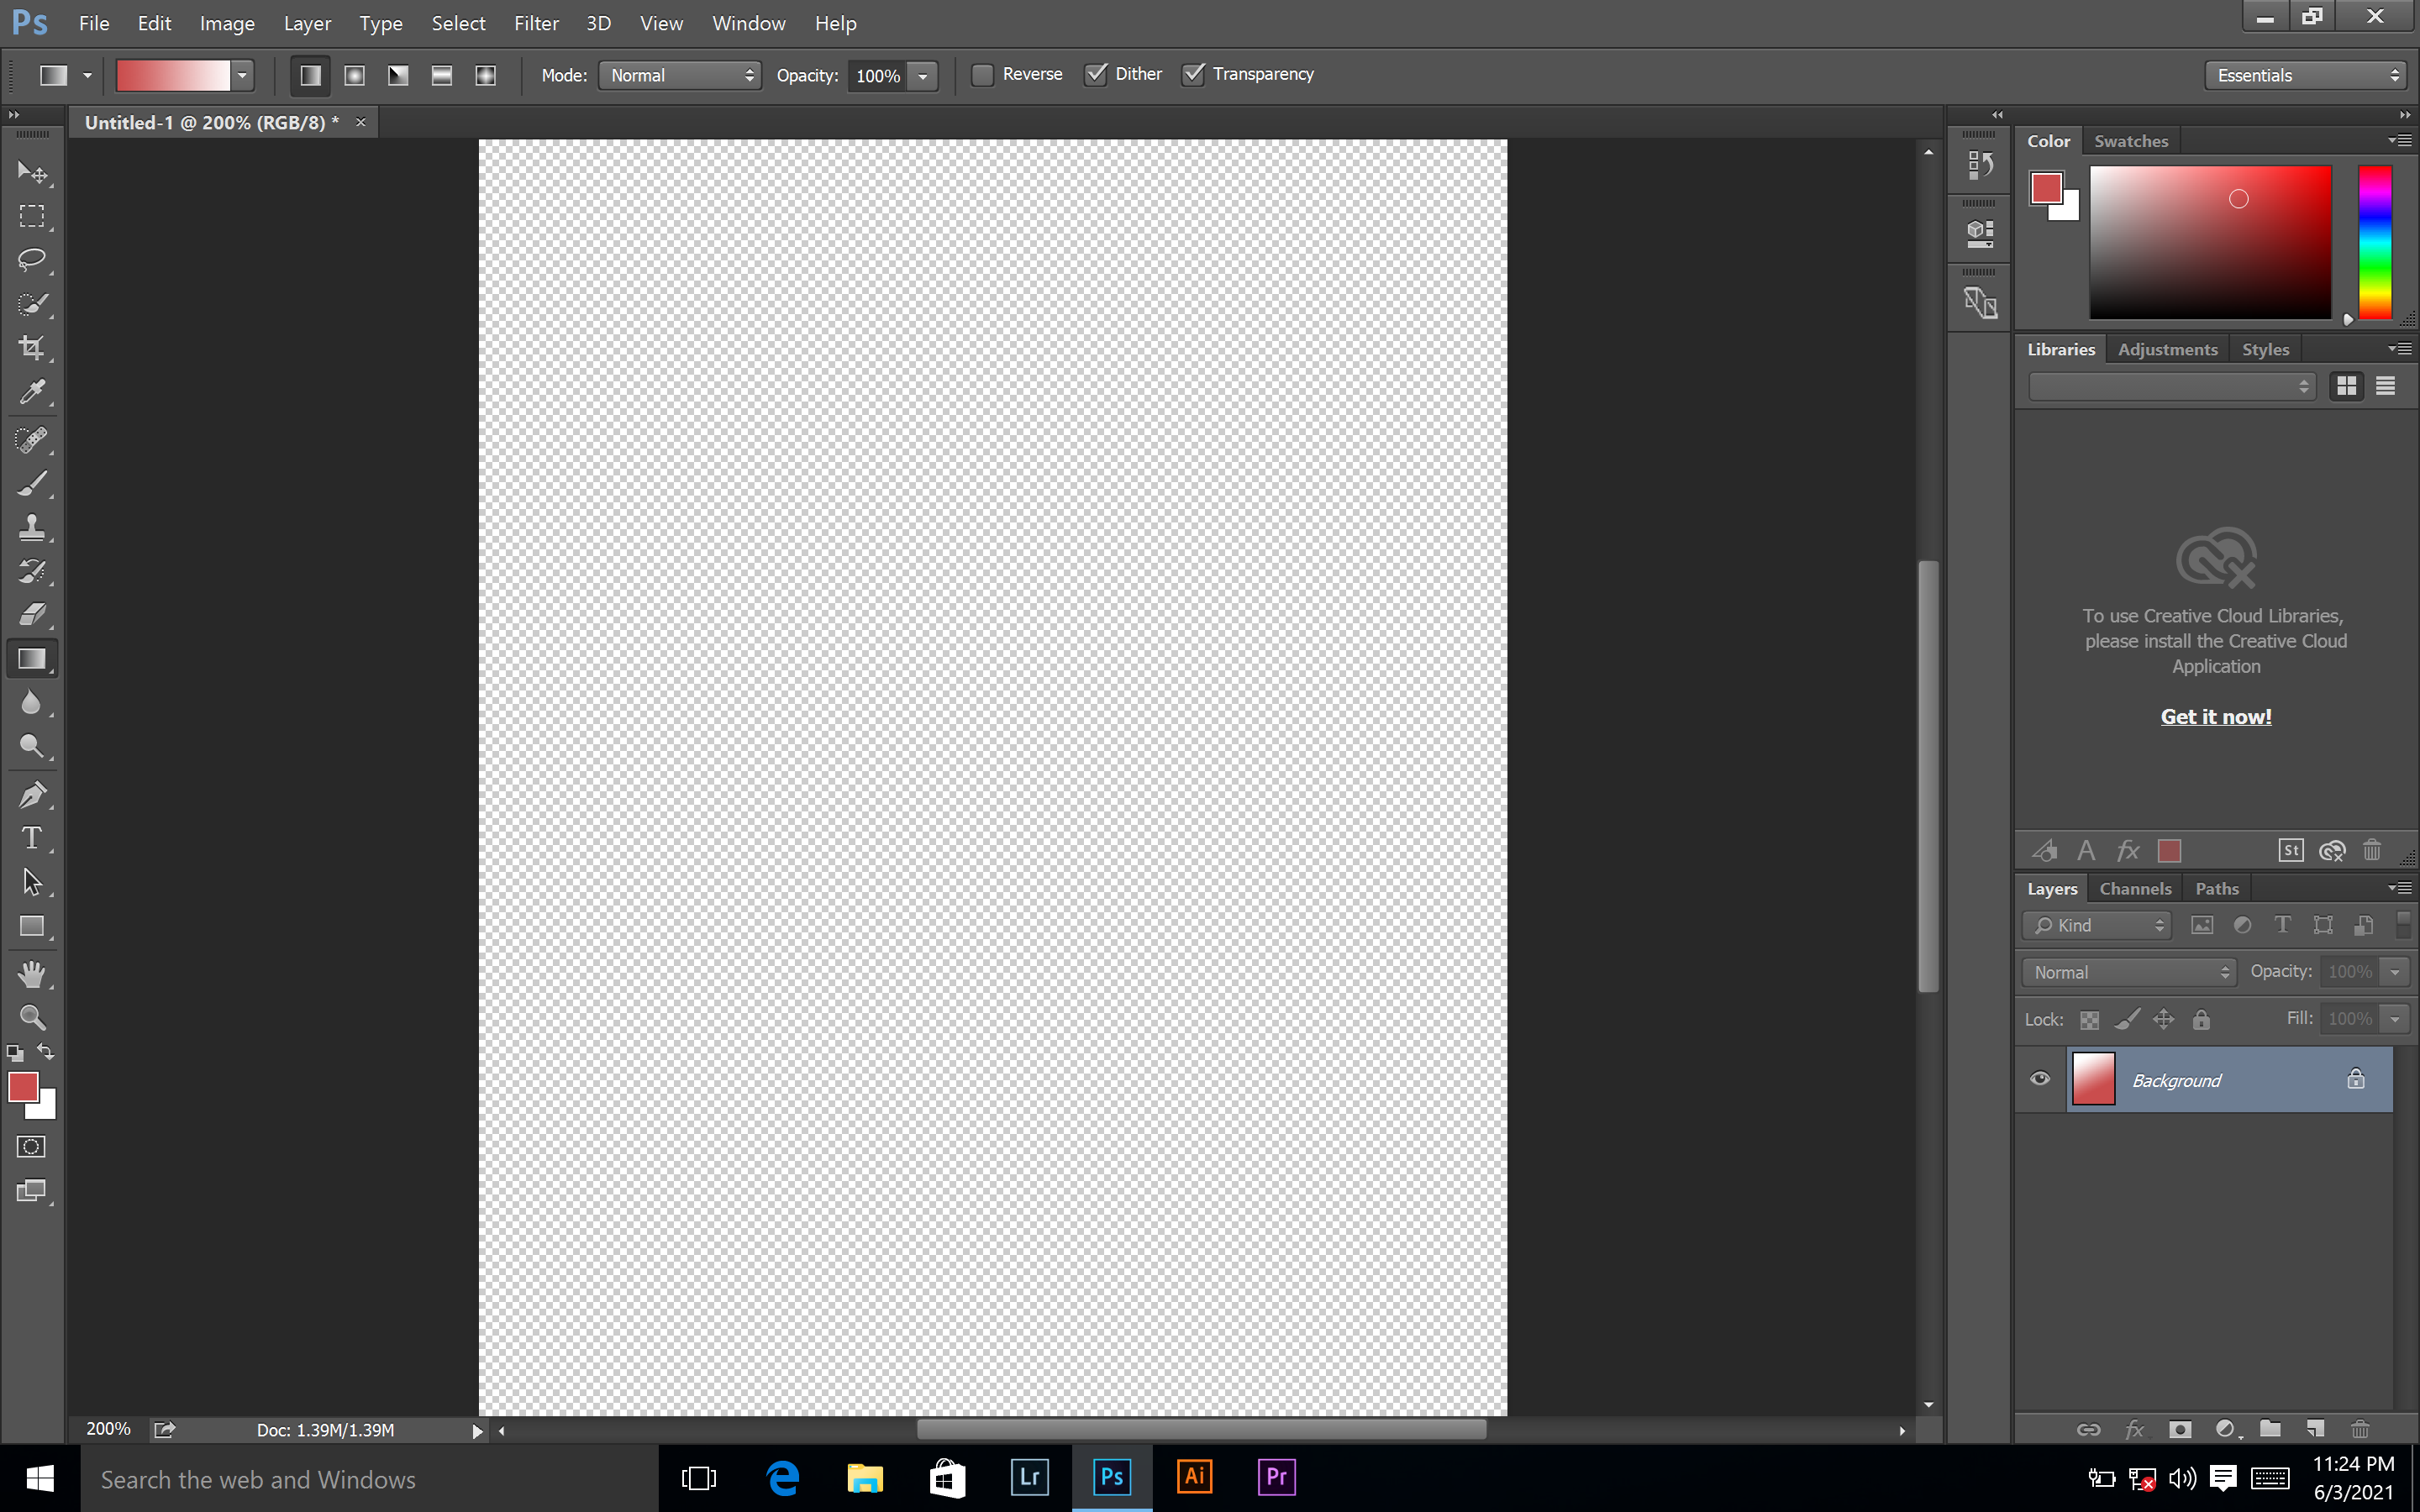 Ps File Edit Image Layer Type Select Filter 3D View Window Help
Mode: Normal Opacity: 100% Reverse Dither Transparency Essentials
Untitled-1 @ 200% (RGB/8) *
Color Swatches
Libraries Adjustments Styles
To use Creative Cloud Libraries,
please install the Creative Cloud
Application
Get it now!
A fx St
Layers Channels Paths
Kind T
Normal Opacity: 100%
Lock: Fill: 100%
Background
T
fx
200% Doc: 1.39M/1.39M
Search the web and Windows
Lr Ps Ai Pr
11:24 PM
6/3/2021